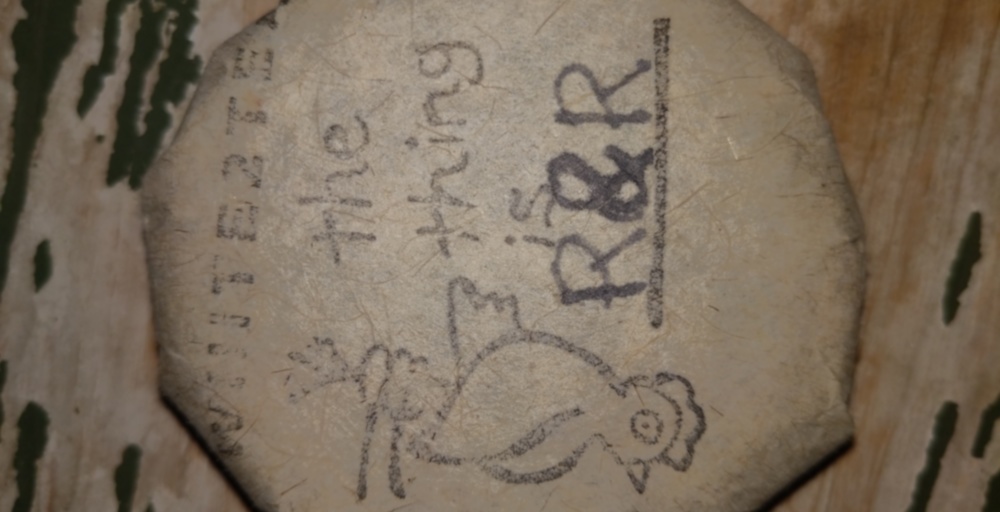 the
thing
is
R&R